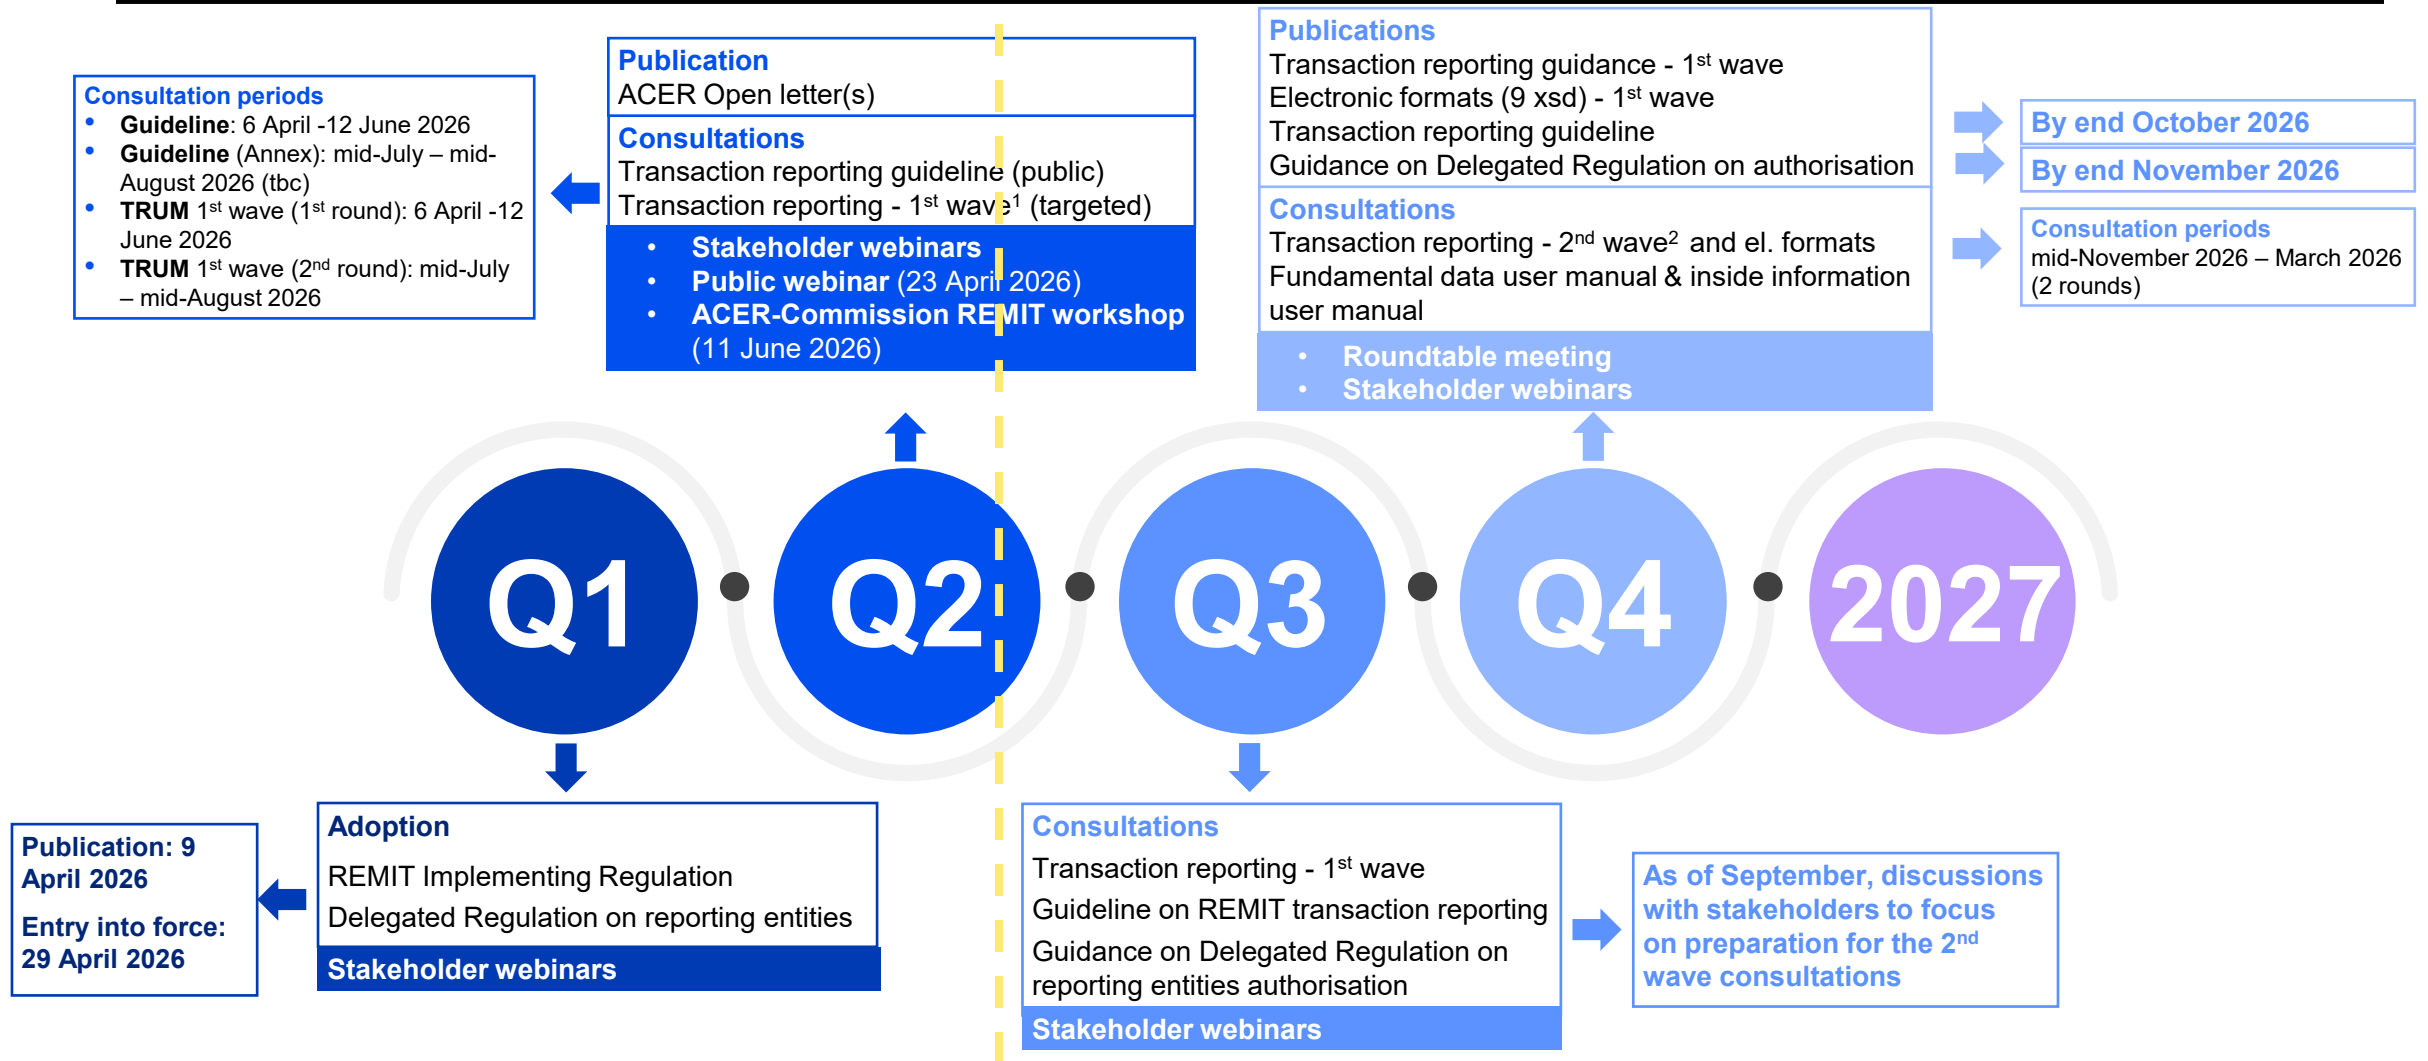 Consultation periods
• Guideline: 6 April -12 June 2026
• Guideline (Annex): mid-July – mid-
August 2026 (tbc)
• TRUM 1st wave (1st round): 6 April -12
June 2026
• TRUM 1st wave (2nd round): mid-July
– mid-August 2026
Publication
ACER Open letter(s)
Consultations
Transaction reporting guideline (public)
Transaction reporting - 1st wave1 (targeted)
• Stakeholder webinars
• Public webinar (23 April 2026)
• ACER-Commission REMIT workshop
(11 June 2026)
Publications
Transaction reporting guidance - 1st wave
Electronic formats (9 xsd) - 1st wave
Transaction reporting guideline
Guidance on Delegated Regulation on authorisation
Consultations
Transaction reporting - 2nd wave2 and el. formats
Fundamental data user manual & inside information
user manual
• Roundtable meeting
• Stakeholder webinars
By end October 2026
By end November 2026
Consultation periods
mid-November 2026 – March 2026
(2 rounds)
Q1
Q2
Q3
Q4
2027
Publication: 9
April 2026
Entry into force:
29 April 2026
Adoption
REMIT Implementing Regulation
Delegated Regulation on reporting entities
Stakeholder webinars
Consultations
Transaction reporting - 1st wave
Guideline on REMIT transaction reporting
Guidance on Delegated Regulation on
reporting entities authorisation
Stakeholder webinars
As of September, discussions
with stakeholders to focus
on preparation for the 2nd
wave consultations